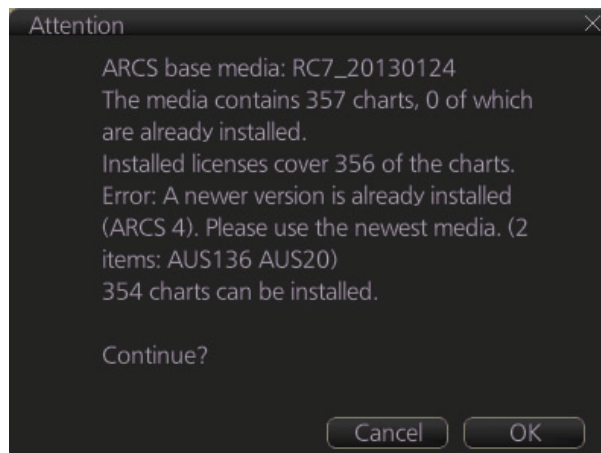 Attention
ARCS base media: RC7_20130124
The media contains 357 charts, 0 of which
are already installed.
Installed licenses cover 356 of the charts.
Error: A newer version is already installed
(ARCS 4). Please use the newest media. (2
items: AUS136 AUS20)
354 charts can be installed.
Continue?
Cancel OK